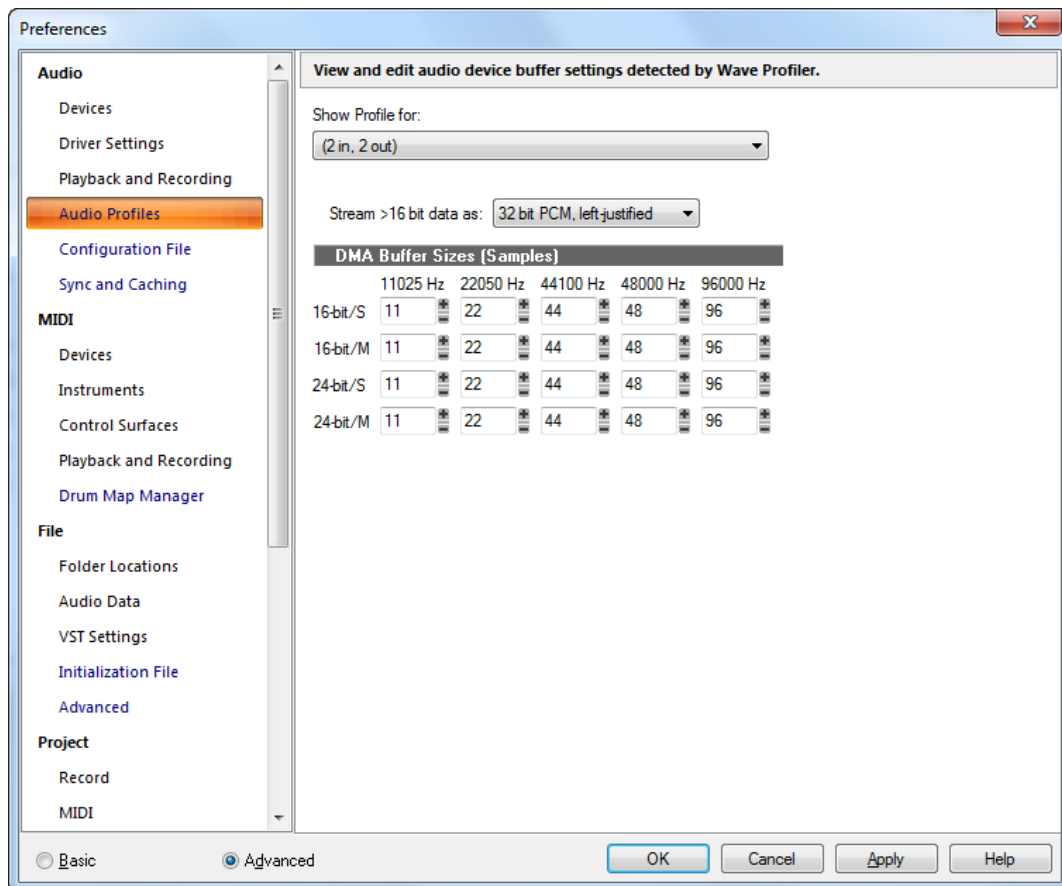 Preferences
Audio
Devices
Driver Settings
Playback and Recording
Audio Profiles
Configuration File
Sync and Caching
MIDI
Devices
Instruments
Control Surfaces
Playback and Recording
Drum Map Manager
File
Folder Locations
Audio Data
VST Settings
Initialization File
Advanced
Project
Record
MIDI
View and edit audio device buffer settings detected by Wave Profiler.
Show Profile for:
(2 in, 2 out)
Stream >16 bit data as: 32 bit PCM, left-justified
DMA Buffer Sizes (Samples)
11025 Hz 22050 Hz 44100 Hz 48000 Hz 96000 Hz
16-bit/S 11 22 44 48 96
16-bit/M 11 22 44 48 96
24-bit/S 11 22 44 48 96
24-bit/M 11 22 44 48 96
Basic Advanced OK Cancel Apply Help